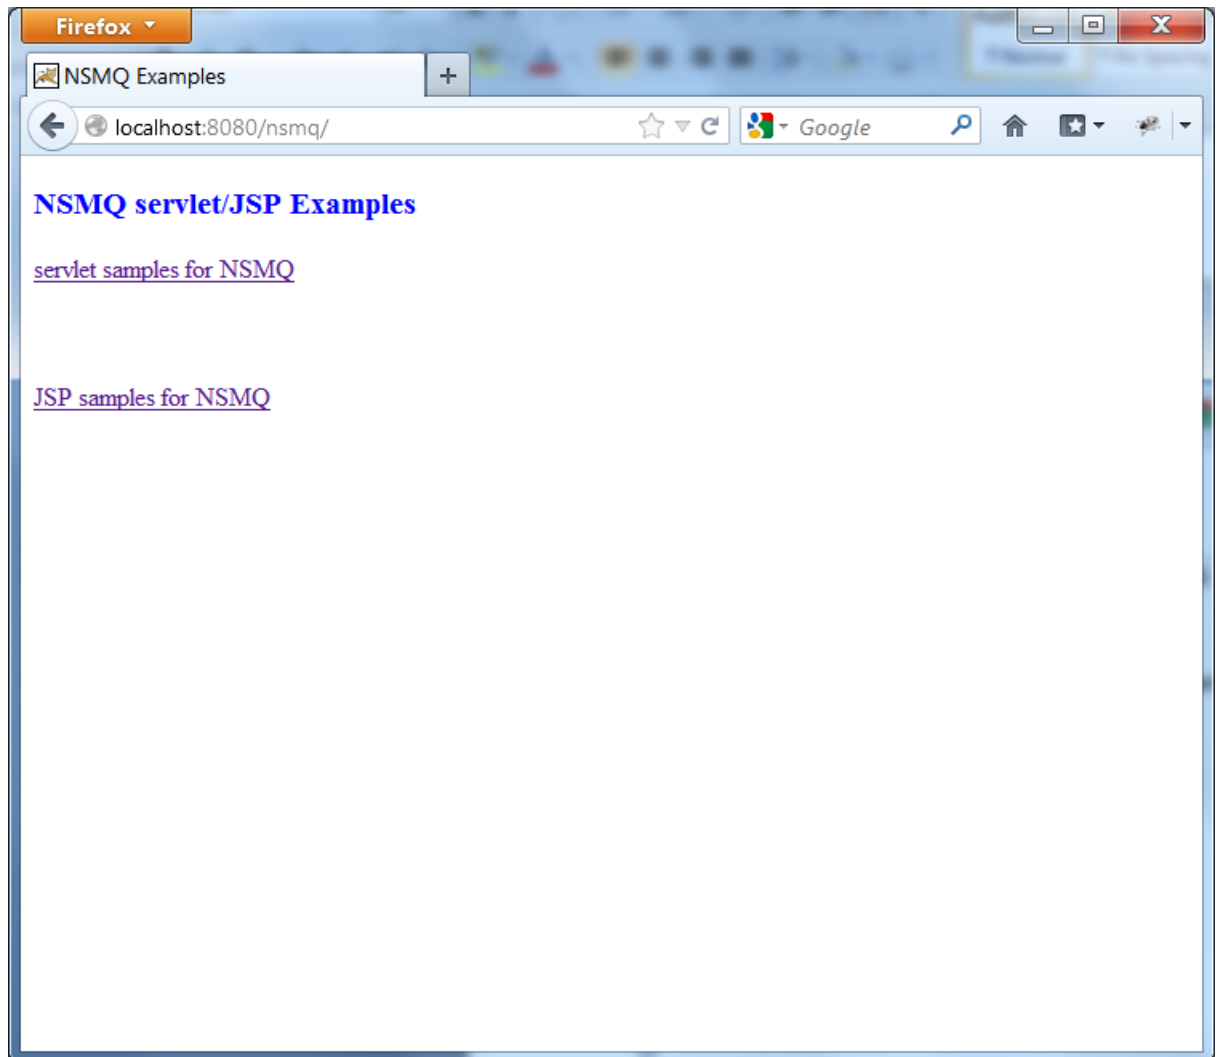 Firefox
NSMQ Examples
localhost:8080/nsmq/
Google
NSMQ servlet/JSP Examples
servlet samples for NSMQ
JSP samples for NSMQ